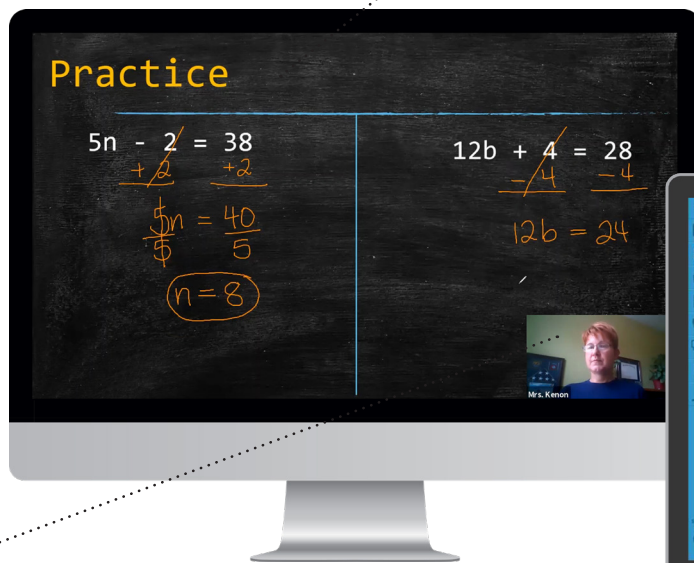 Practice
5n - 2 = 38
+ 2 +2
5n = 40
5 5
n = 8
12b + 4 = 28
- 4 - 4
12b = 24
Mrs. Kenon